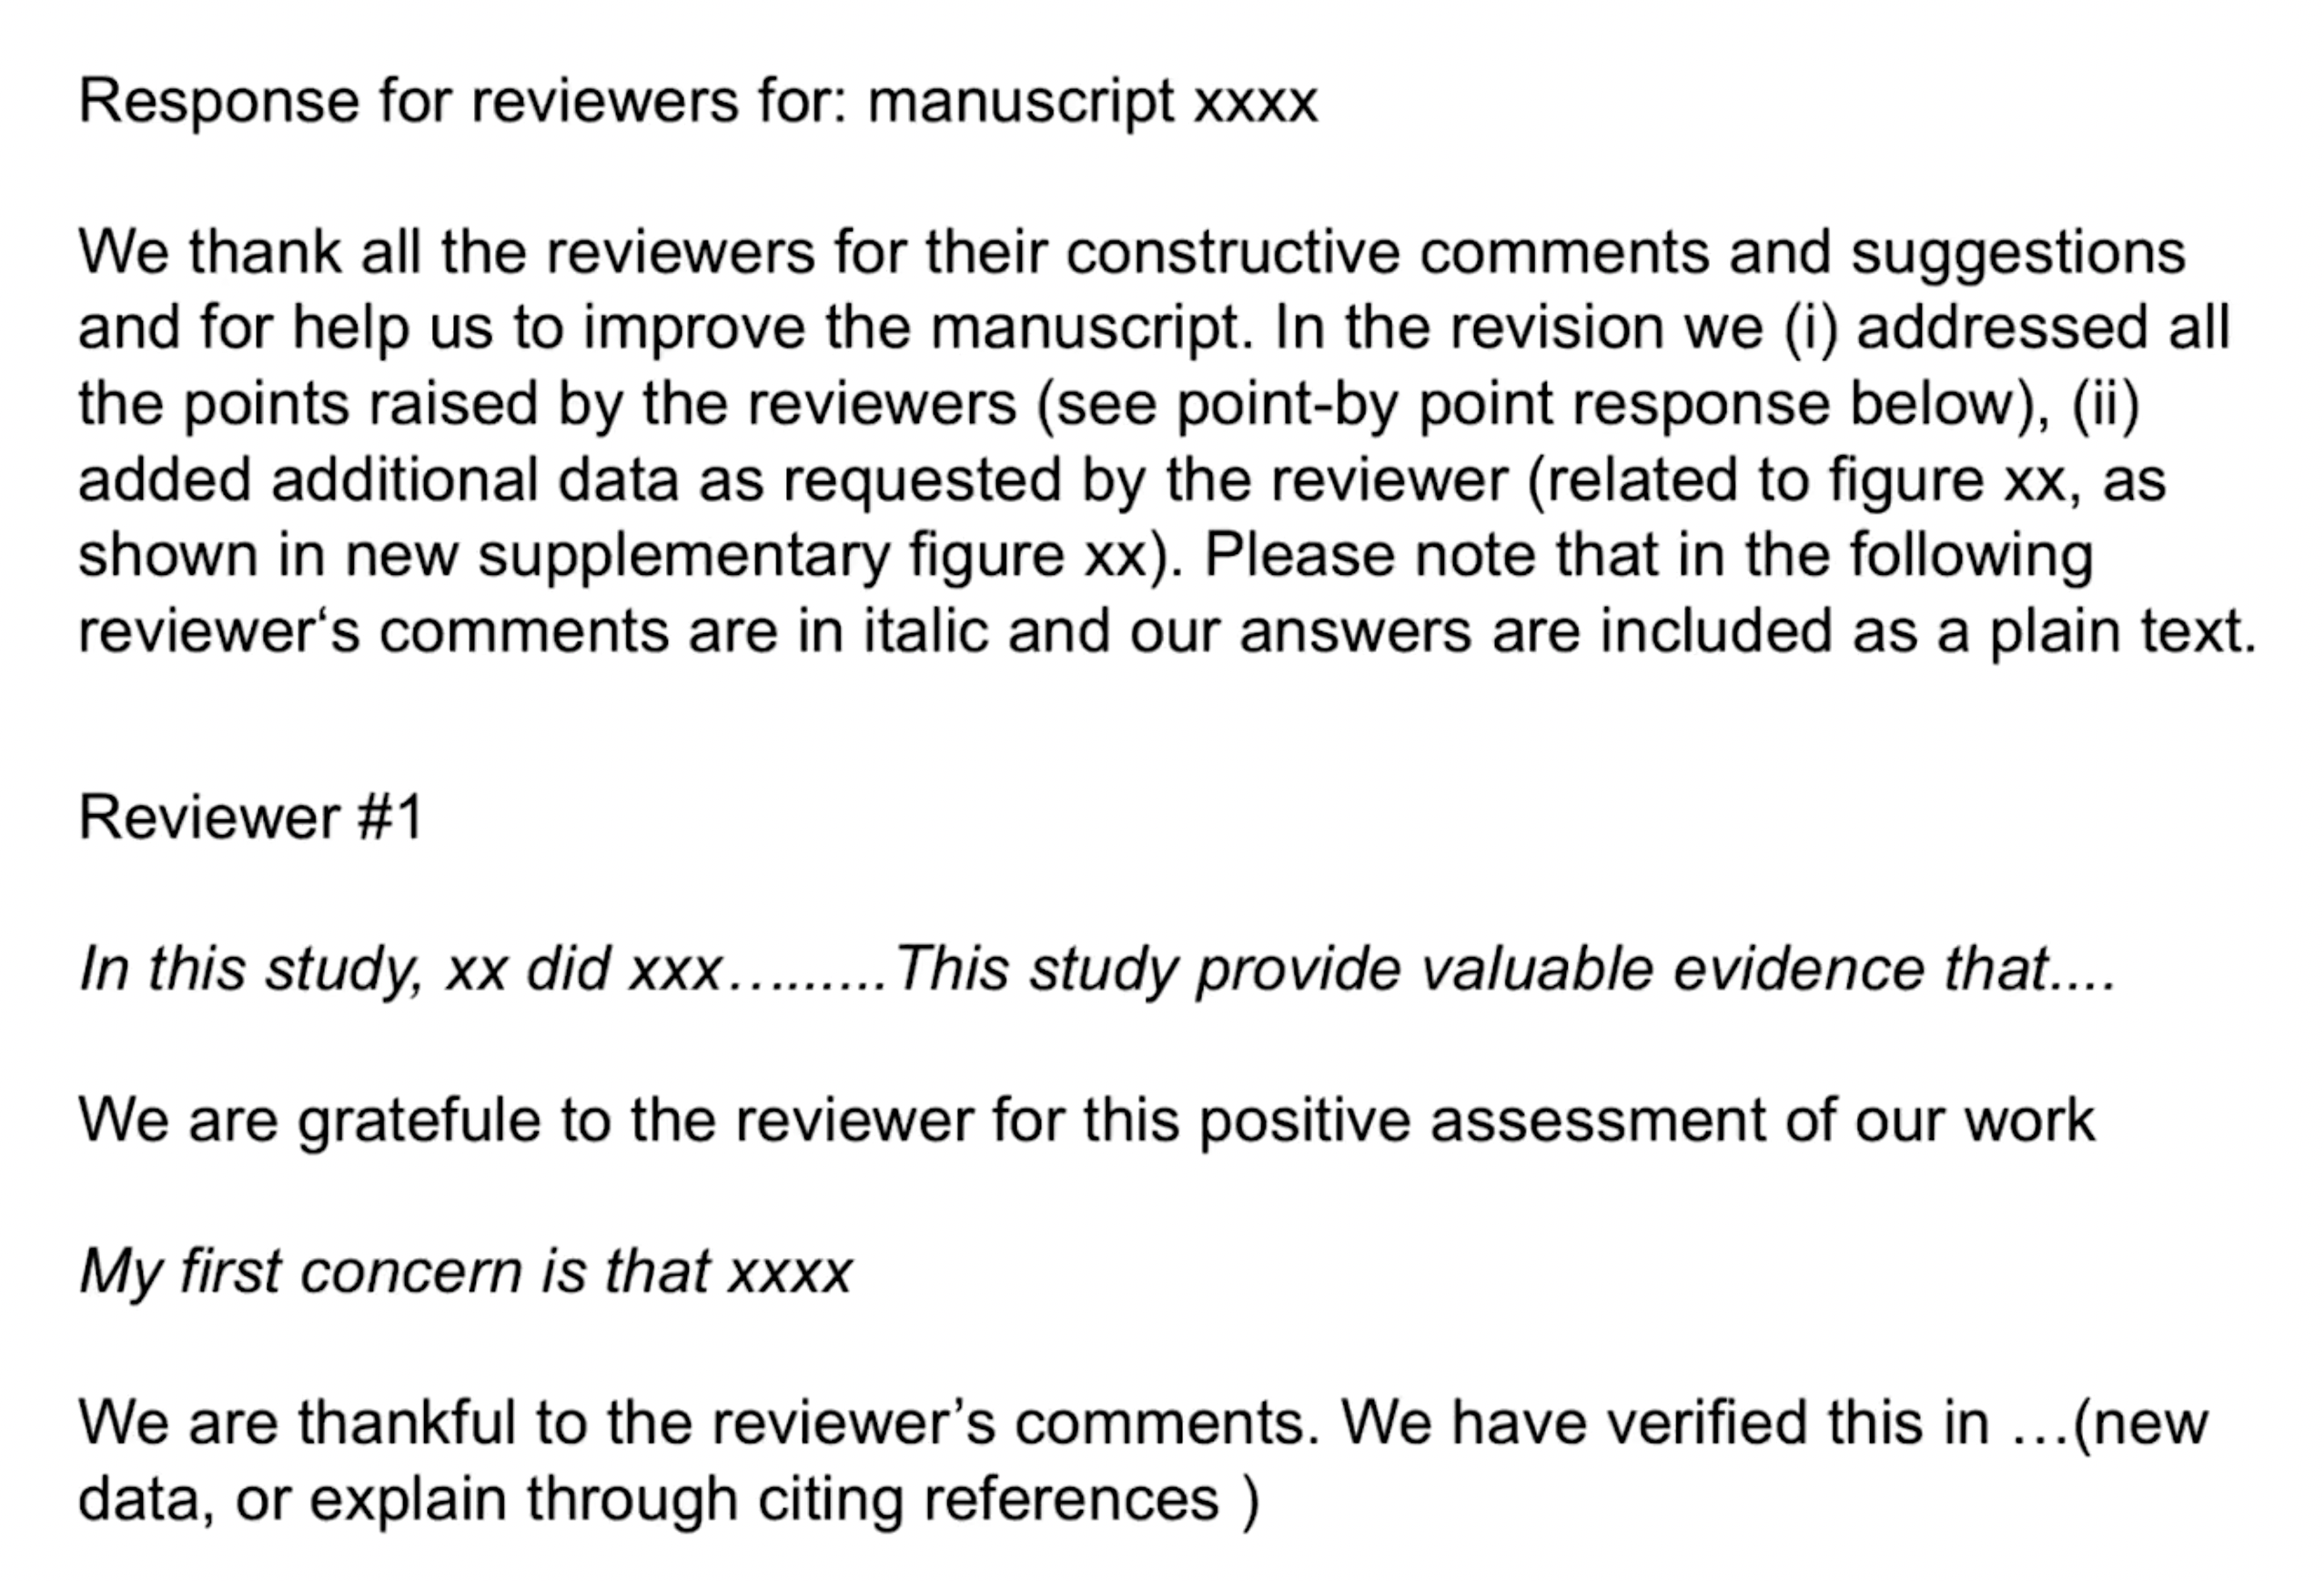 Response for reviewers for: manuscript xxxx
We thank all the reviewers for their constructive comments and suggestions
and for help us to improve the manuscript. In the revision we (i) addressed all
the points raised by the reviewers (see point-by point response below), (ii)
added additional data as requested by the reviewer (related to figure xx, as
shown in new supplementary figure xx). Please note that in the following
reviewer‘s comments are in italic and our answers are included as a plain text.
Reviewer #1
In this study, xx did xxx……...This study provide valuable evidence that....
We are gratefule to the reviewer for this positive assessment of our work
My first concern is that xxxx
We are thankful to the reviewer’s comments. We have verified this in …(new
data, or explain through citing references )